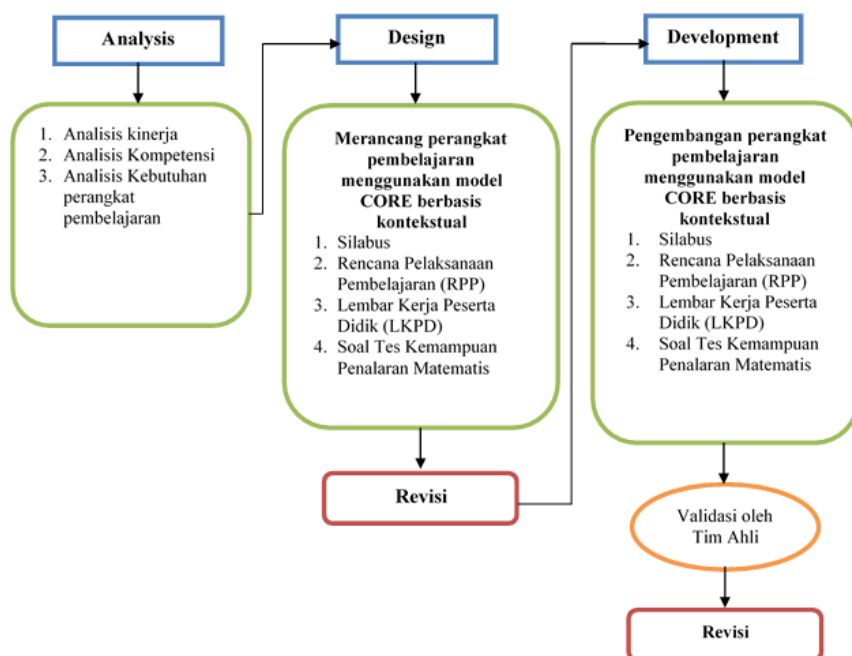 Analysis
1. Analisis kinerja
2. Analisis Kompetensi
3. Analisis Kebutuhan
perangkat
pembelajaran
Design
Merancang perangkat
pembelajaran
menggunakan model
CORE berbasis
kontekstual
1. Silabus
2. Rencana Pelaksanaan
Pembelajaran (RPP)
3. Lembar Kerja Peserta
Didik (LKPD)
4. Soal Tes Kemampuan
Penalaran Matematis
Revisi
Development
Pengembangan perangkat
pembelajaran
menggunakan model
CORE berbasis
kontekstual
1. Silabus
2. Rencana Pelaksanaan
Pembelajaran (RPP)
3. Lembar Kerja Peserta
Didik (LKPD)
4. Soal Tes Kemampuan
Penalaran Matematis
Validasi oleh
Tim Ahli
Revisi